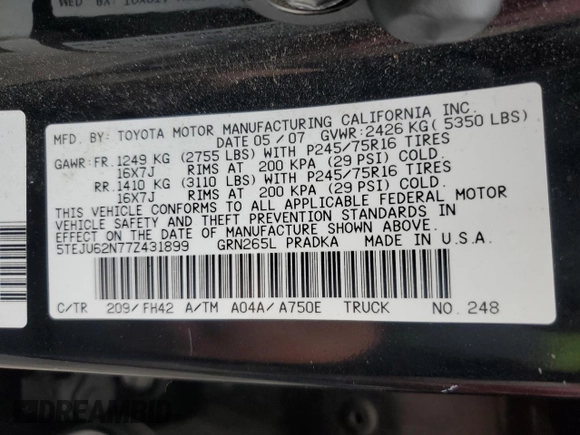 MFD. BY: TOYOTA MOTOR MANUFACTURING CALIFORNIA INC.
DATE 05 / 07 GVWR: 2426 KG ( 5350 LBS)
GAWR: FR. 1249 KG (2755 LBS) WITH P245/75R16 TIRES
16X7J RIMS AT 200 KPA (29 PSI) COLD.
RR. 1410 KG (3110 LBS) WITH P245/75R16 TIRES
16X7J RIMS AT 200 KPA (29 PSI) COLD.
THIS VEHICLE CONFORMS TO ALL APPLICABLE FEDERAL MOTOR
VEHICLE SAFETY AND THEFT PREVENTION STANDARDS IN
EFFECT ON THE DATE OF MANUFACTURE SHOWN ABOVE.
5TEJU62N77Z431899 GRN265L PRADKA MADE IN U.S.A.
C/TR 209/FH42 A/TM A04A/A750E TRUCK NO. 248
DREAMBID